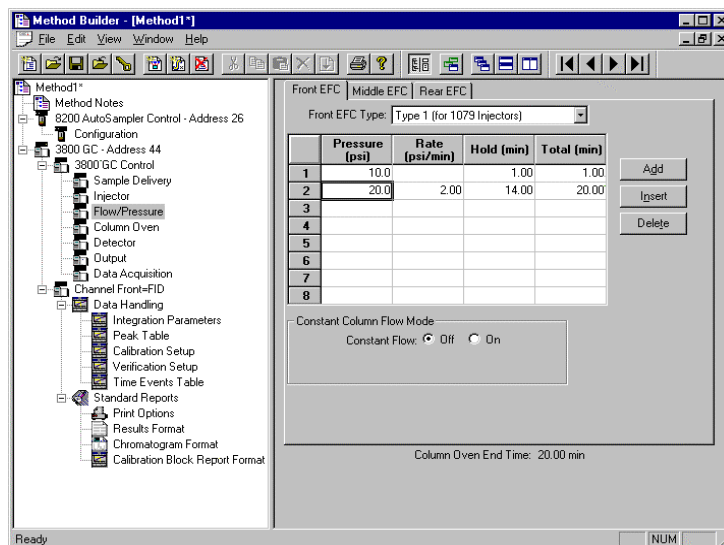 Method Builder - [Method1*]
File Edit View Window Help
Method1*
Method Notes
8200 AutoSampler Control - Address 26
Configuration
3800 GC - Address 44
3800 GC Control
Sample Delivery
Injector
Flow/Pressure
Column Oven
Detector
Output
Data Acquisition
Channel Front=FID
Data Handling
Integration Parameters
Peak Table
Calibration Setup
Verification Setup
Time Events Table
Standard Reports
Print Options
Results Format
Chromatogram Format
Calibration Block Report Format
Front EFC Middle EFC Rear EFC
Front EFC Type: Type 1 (for 1079 Injectors)
Pressure (psi) Rate (psi/min) Hold (min) Total (min)
1 10.0 1.00 1.00
2 20.0 2.00 14.00 20.00
3
4
5
6
7
8
Add
Insert
Delete
Constant Column Flow Mode
Constant Flow: Off On
Column Oven End Time: 20.00 min
Ready NUM